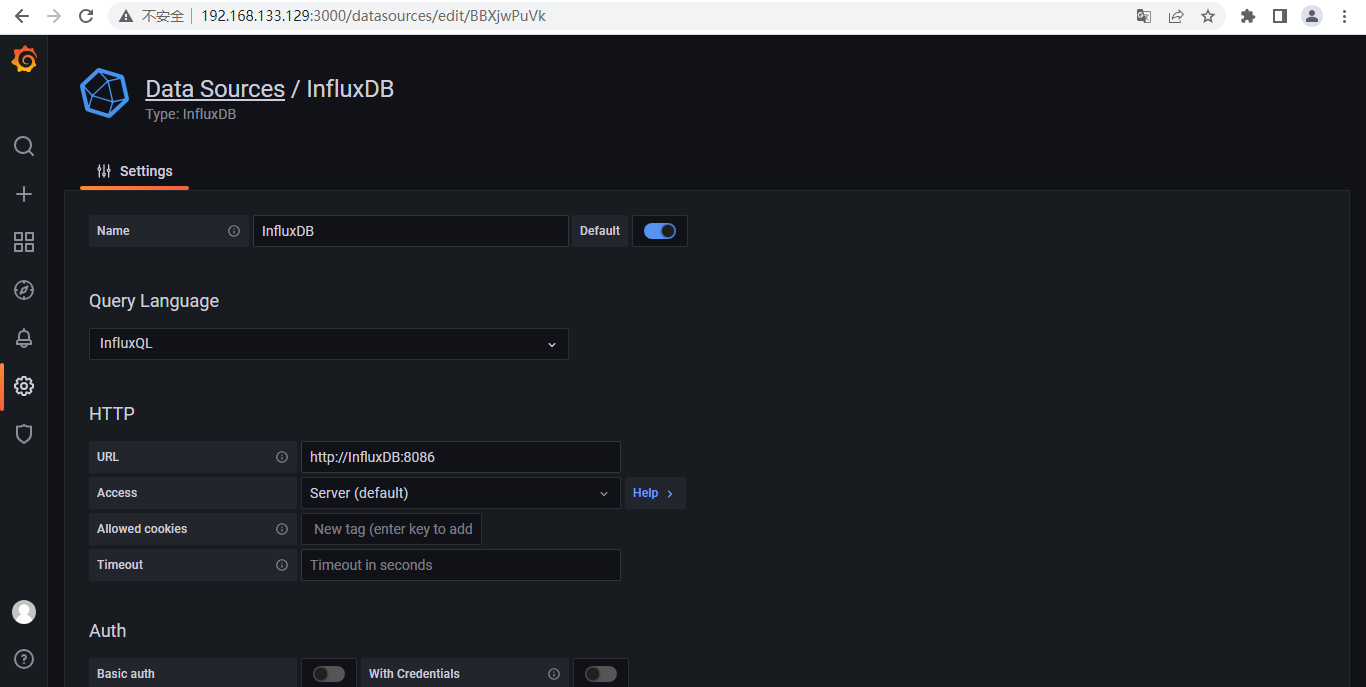 不安全 192.168.133.129:3000/datasources/edit/BBXjwPuVk
Data Sources / InfluxDB
Type: InfluxDB
Settings
Name InfluxDB Default
Query Language
InfluxQL
HTTP
URL http://InfluxDB:8086
Access Server (default) Help
Allowed cookies New tag (enter key to add
Timeout Timeout in seconds
Auth
Basic auth With Credentials